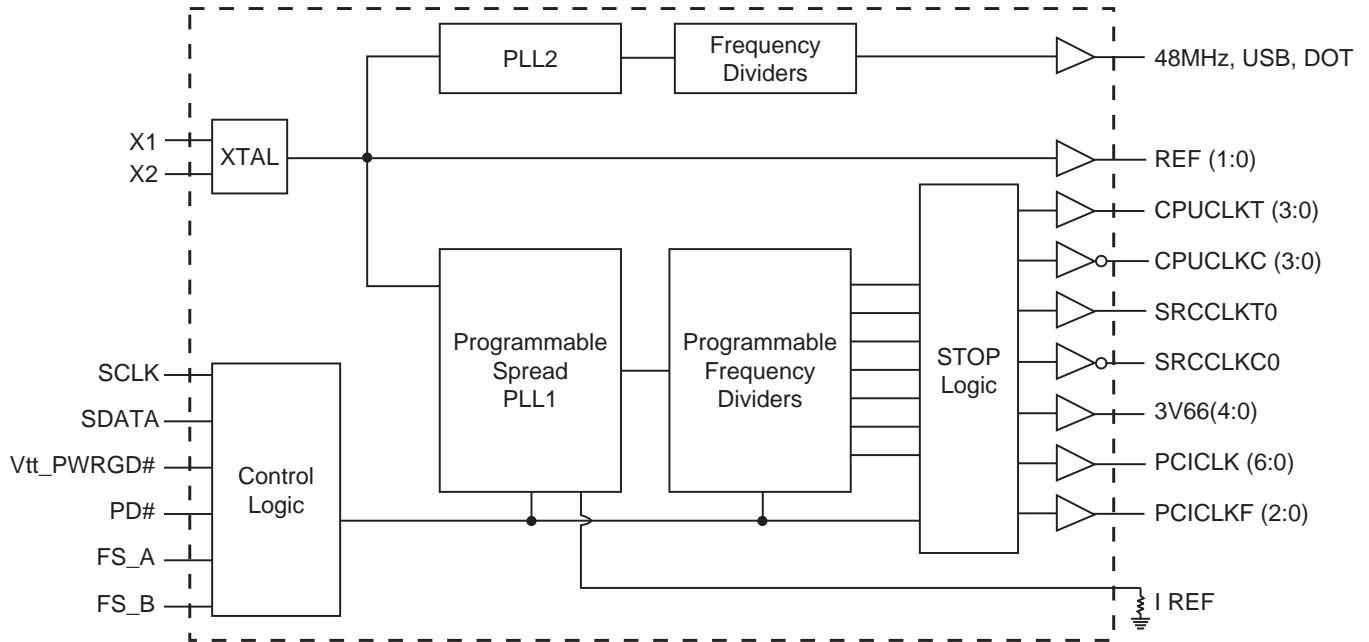 PLL2
Frequency
Dividers
48MHz, USB, DOT
X1
X2
XTAL
REF (1:0)
CPUCLKT (3:0)
CPUCLKC (3:0)
SRCCLKT0
SRCCLKC0
3V66(4:0)
PCICLK (6:0)
PCICLKF (2:0)
I REF
Programmable
Spread
PLL1
Programmable
Frequency
Dividers
STOP
Logic
SCLK
SDATA
Vtt_PWRGD#
PD#
FS_A
FS_B
Control
Logic